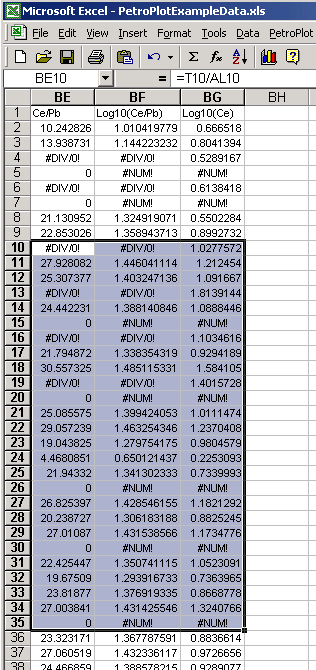 Microsoft Excel - PetroPlotExampleData.xls
File Edit View Insert Format Tools Data PetroPlot
BE10 = =T10/AL10
BE BF BG BH
1 Ce/Pb Log10(Ce/Pb) Log10(Ce)
2 10.242826 1.010419779 0.666518
3 13.938731 1.144223232 0.8041394
4 #DIV/0! #DIV/0! 0.5289167
5 0 #NUM! #NUM!
6 #DIV/0! #DIV/0! 0.6138418
7 0 #NUM! #NUM!
8 21.130952 1.324919071 0.5502284
9 22.853026 1.358943713 0.8992732
10 #DIV/0! #DIV/0! 1.0277572
11 27.928082 1.446041114 1.212454
12 25.307377 1.403247136 1.091667
13 #DIV/0! #DIV/0! 1.8139144
14 24.442231 1.388140846 1.0888446
15 0 #NUM! #NUM!
16 #DIV/0! #DIV/0! 1.1034616
17 21.794872 1.338354319 0.9294189
18 30.557325 1.485115331 1.584105
19 #DIV/0! #DIV/0! 1.4015728
20 0 #NUM! #NUM!
21 25.085575 1.399424053 1.0111474
22 29.057239 1.463254346 1.2370408
23 19.043825 1.279754175 0.9804579
24 4.4680851 0.650121437 0.2253093
25 21.94332 1.341302333 0.7339993
26 0 #NUM! #NUM!
27 26.825397 1.428546155 1.1821292
28 20.238727 1.306183188 0.8825245
29 27.01087 1.431538566 1.1734776
30 0 #NUM! #NUM!
31 22.425447 1.350741115 1.0523091
32 19.67509 1.293916733 0.7363965
33 23.81877 1.376919335 0.8668778
34 27.003841 1.431425546 1.3240766
35 0 #NUM! #NUM!
36 23.323171 1.367787591 0.8836614
37 27.060519 1.432336117 0.9726656
38 24.466859 1.388578215 0.9289077